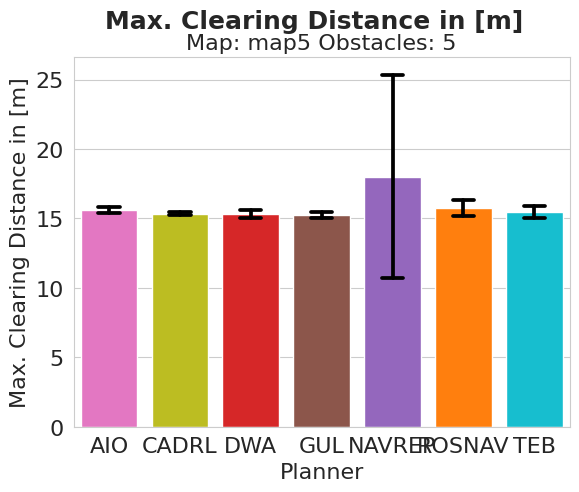 Max. Clearing Distance in [m]
Map: map5 Obstacles: 5
Max. Clearing Distance in [m]
25
20
15
10
5
0
AIO CADRL DWA GUL NAVREP ROSNAV TEB
Planner